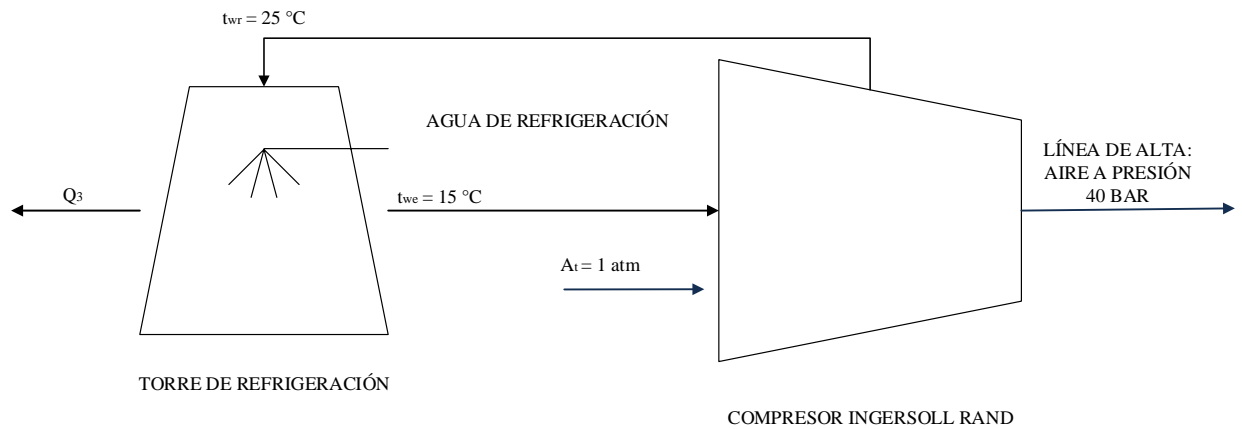 twr = 25 °C
AGUA DE REFRIGERACIÓN
LÍNEA DE ALTA:
AIRE A PRESIÓN
40 BAR
Q3
twe = 15 °C
At = 1 atm
TORRE DE REFRIGERACIÓN
COMPRESOR INGERSOLL RAND